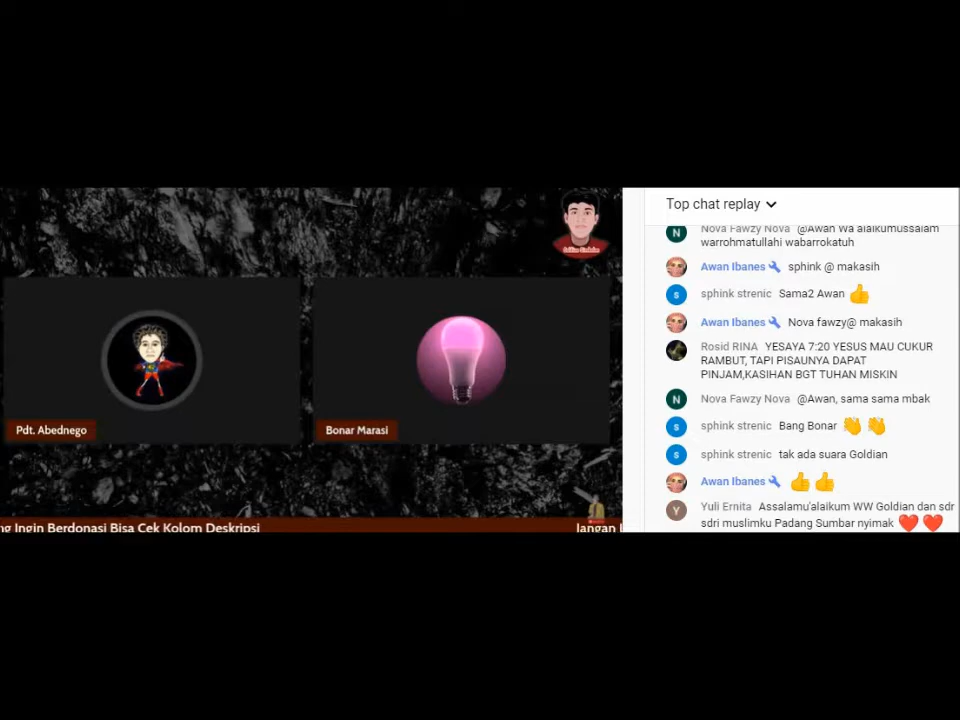 Pdt. Abednego
Bonar Marasi
ng Ingin Berdonasi Bisa Cek Kolom Deskripsi
Jangan
Top chat replay
N
Nova Fawzy Nova @Awan Wa alaikumussalam
warrohmatullahi wabarrokatuh
Awan Ibanes sphink @ makasih
s
sphink strenic Sama2 Awan
Awan Ibanes Nova fawzy@ makasih
Rosid RINA YESAYA 7:20 YESUS MAU CUKUR
RAMBUT, TAPI PISAUNYA DAPAT
PINJAM,KASIHAN BGT TUHAN MISKIN
N
Nova Fawzy Nova @Awan, sama sama mbak
s
sphink strenic Bang Bonar
s
sphink strenic tak ada suara Goldian
Awan Ibanes
Y
Yuli Ernita Assalamu'alaikum WW Goldian dan sdr
sdri muslimku Padang Sumbar nyimak